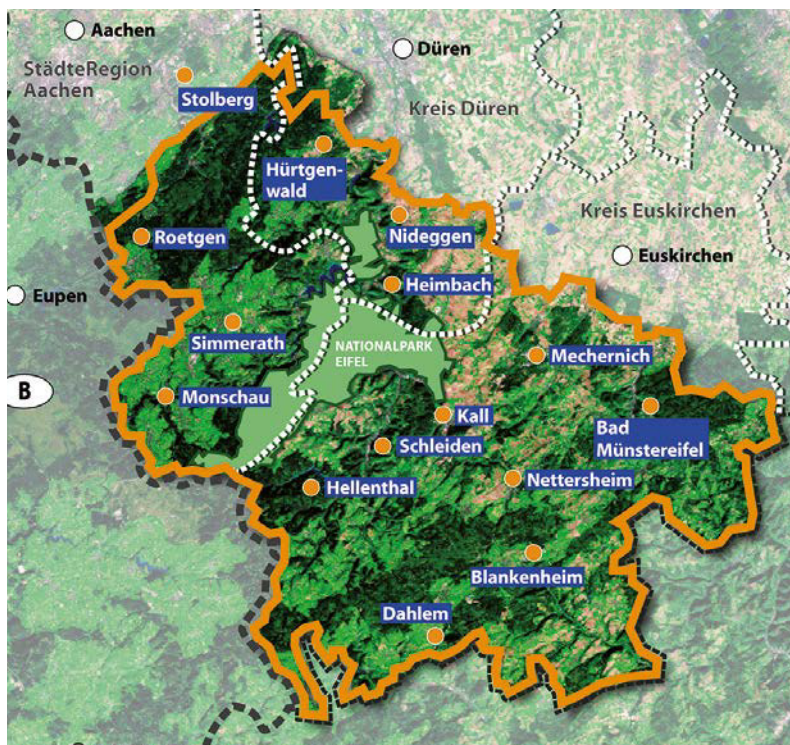 Aachen
Düren
StädteRegion
Aachen
Stolberg
Kreis Düren
Hürtgen-
wald
Nideggen
Kreis Euskirchen
Roetgen
Euskirchen
Heimbach
Eupen
Simmerath
NATIONALPARK
EIFEL
Mechernich
B
Monschau
Kall
Bad
Münstereifel
Schleiden
Nettersheim
Hellenthal
Blankenheim
Dahlem